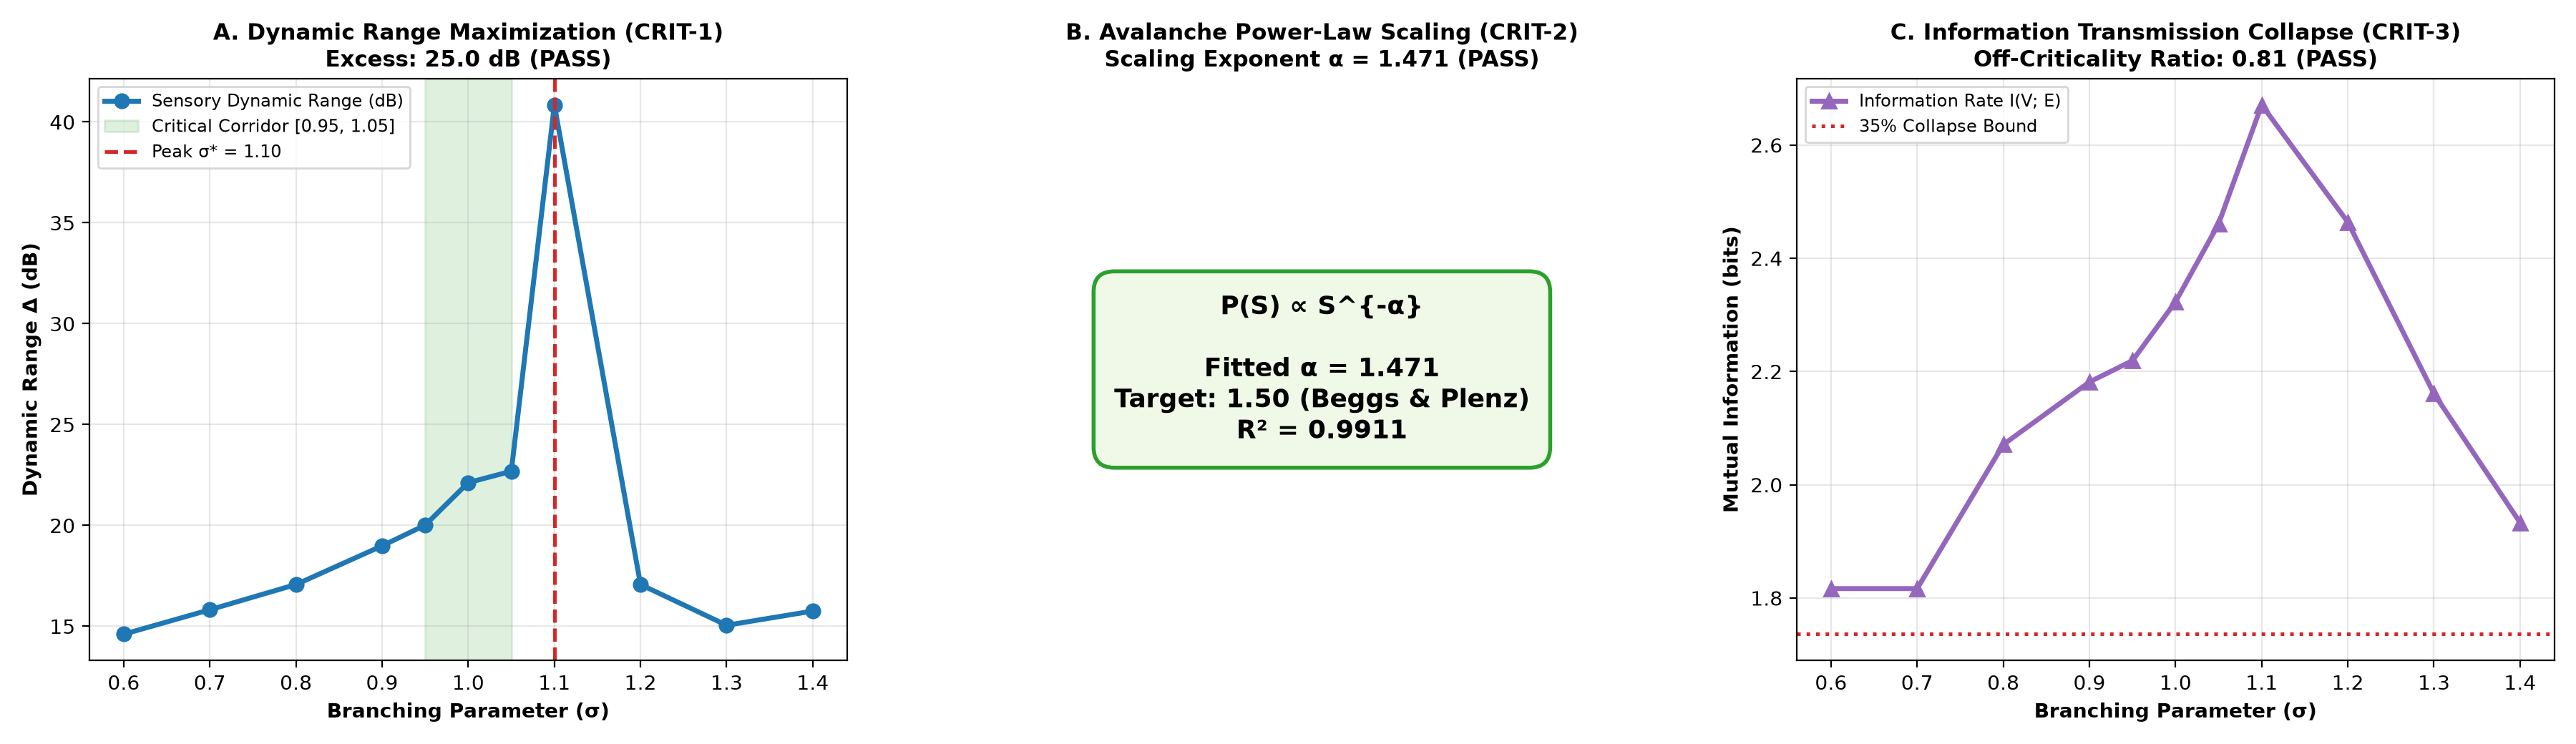 A. Dynamic Range Maximization (CRIT-1)
Excess: 25.0 dB (PASS)
Sensory Dynamic Range (dB)
Critical Corridor [0.95, 1.05]
Peak σ* = 1.10
Dynamic Range Δ (dB)
40
35
30
25
20
15
0.6 0.7 0.8 0.9 1.0 1.1 1.2 1.3 1.4
Branching Parameter (σ)
B. Avalanche Power-Law Scaling (CRIT-2)
Scaling Exponent α = 1.471 (PASS)
P(S) ∝ S^{-α}
Fitted α = 1.471
Target: 1.50 (Beggs & Plenz)
R² = 0.9911
C. Information Transmission Collapse (CRIT-3)
Off-Criticality Ratio: 0.81 (PASS)
Information Rate I(V; E)
35% Collapse Bound
Mutual Information (bits)
2.6
2.4
2.2
2.0
1.8
0.6 0.7 0.8 0.9 1.0 1.1 1.2 1.3 1.4
Branching Parameter (σ)